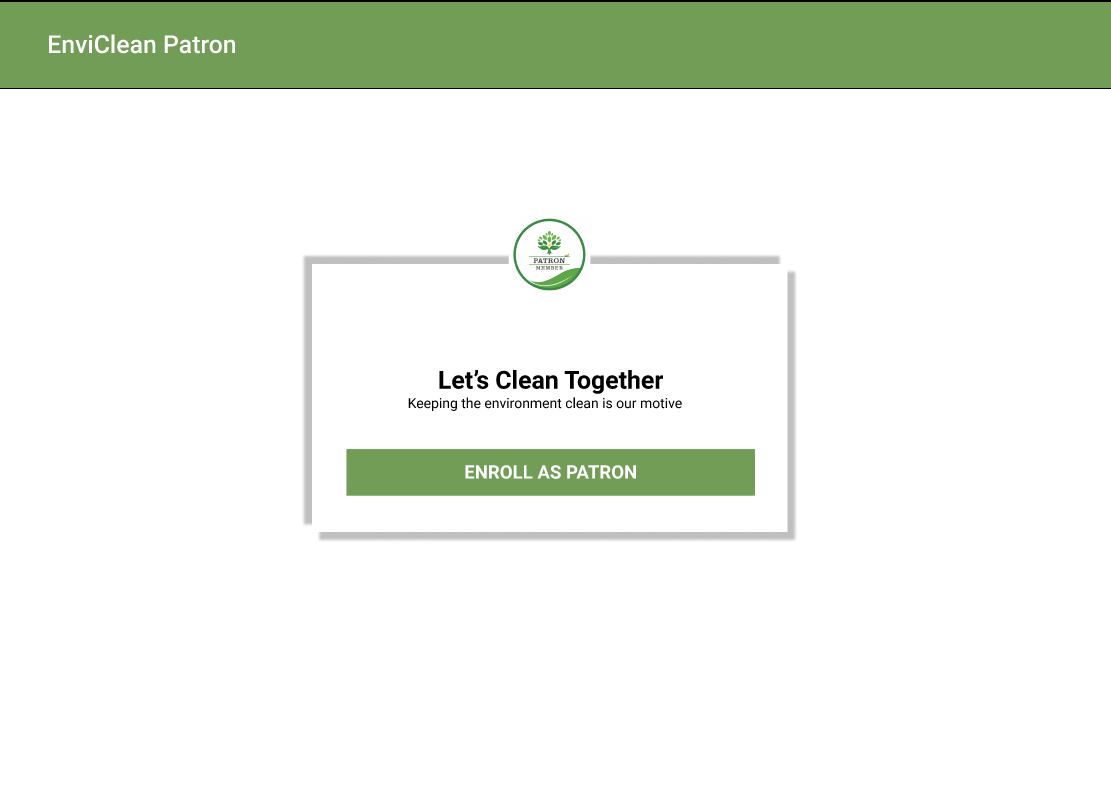 EnviClean Patron
PATRON
MEMBER
Let’s Clean Together
Keeping the environment clean is our motive
ENROLL AS PATRON